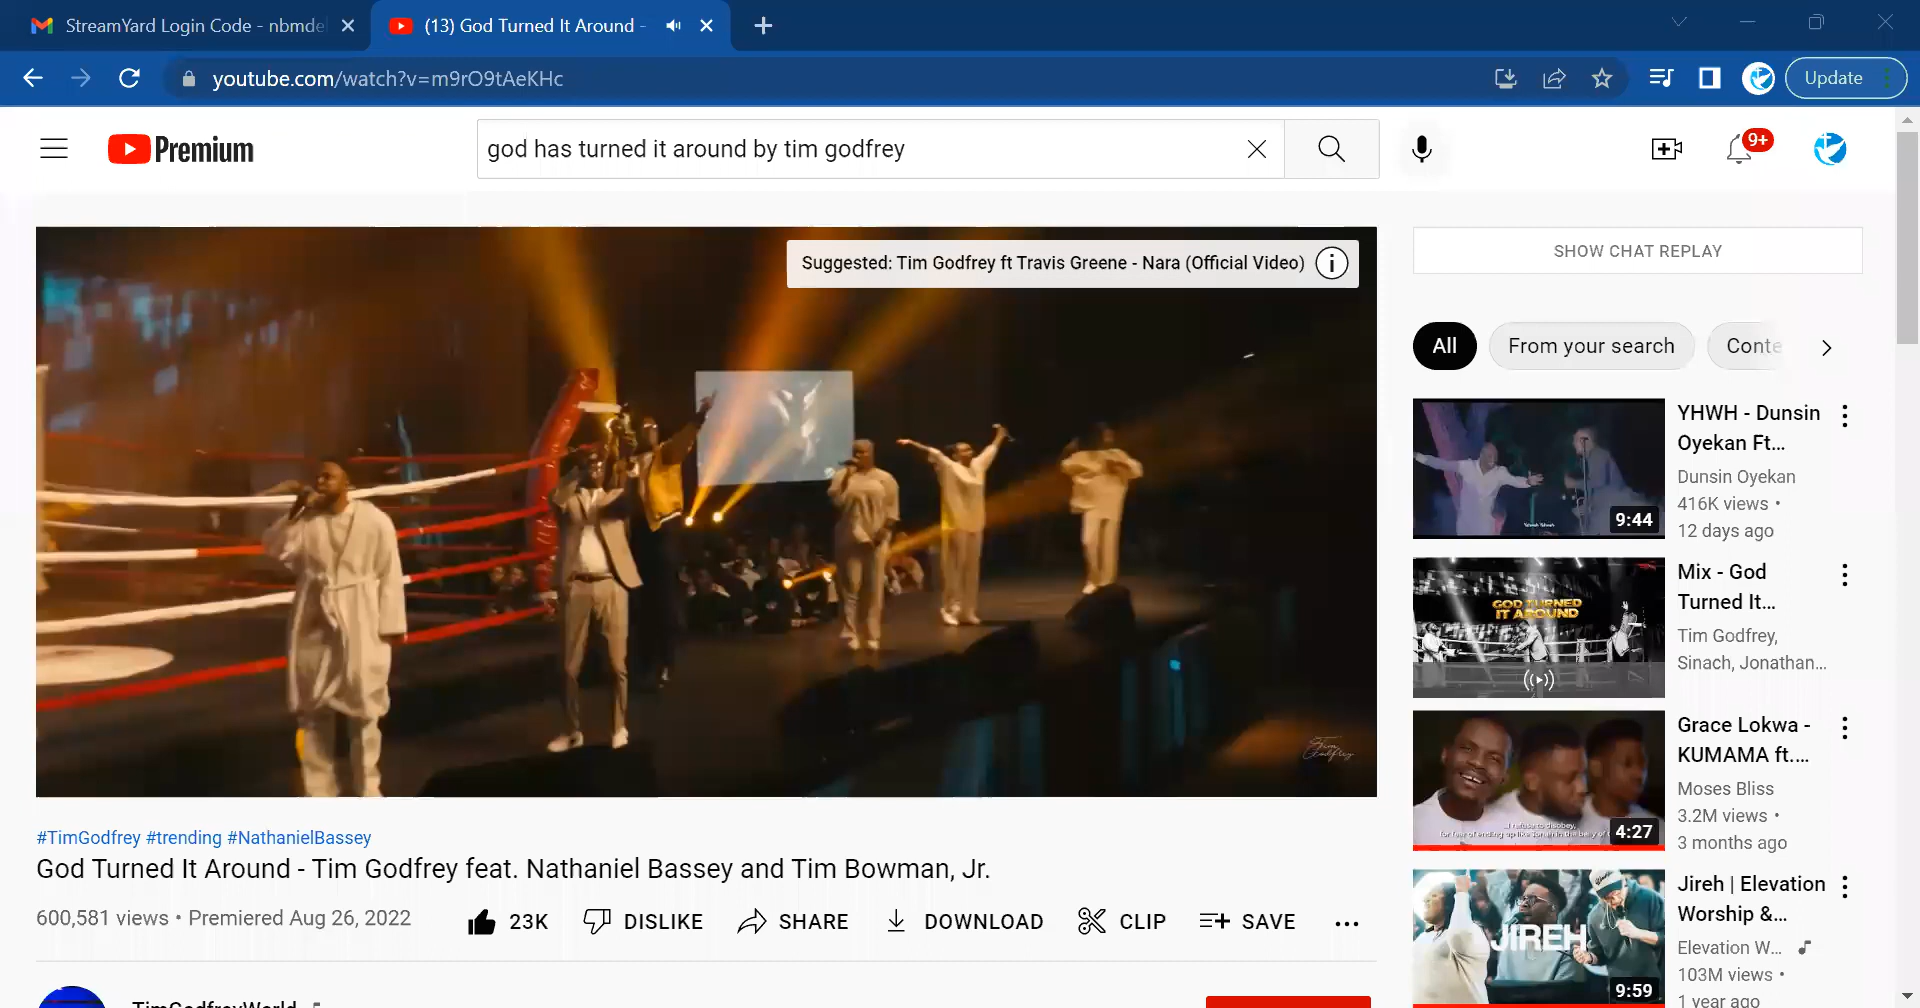 StreamYard Login Code - nbmde
(13) God Turned It Around -
youtube.com/watch?v=m9rO9tAeKHc
Update
Premium
god has turned it around by tim godfrey
9+
Suggested: Tim Godfrey ft Travis Greene - Nara (Official Video)
Tim
Godfrey
#TimGodfrey #trending #NathanielBassey
God Turned It Around - Tim Godfrey feat. Nathaniel Bassey and Tim Bowman, Jr.
600,581 views • Premiered Aug 26, 2022
23K
DISLIKE
SHARE
DOWNLOAD
CLIP
SAVE
TimGodfreyWorld
SHOW CHAT REPLAY
All
From your search
Conte
9:44
YHWH - Dunsin
Oyekan Ft...
Dunsin Oyekan
416K views •
12 days ago
GOD TURNED
IT AROUND
Mix - God
Turned It...
Tim Godfrey,
Sinach, Jonathan...
4:27
Grace Lokwa -
KUMAMA ft....
Moses Bliss
3.2M views •
3 months ago
JIREH
9:59
Jireh | Elevation
Worship &...
Elevation W...
103M views •
1 year ago